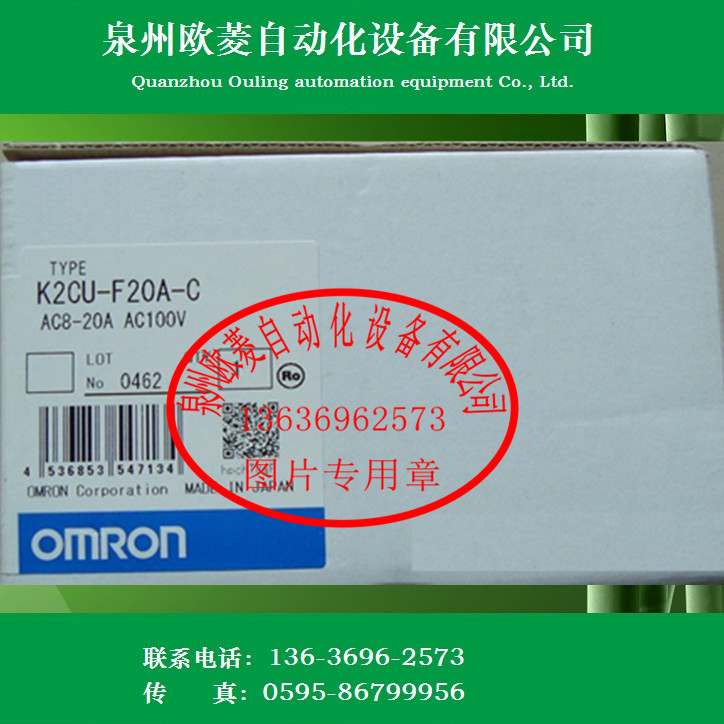 泉州欧菱自动化设备有限公司
Quanzhou Ouling automation equipment Co., Ltd.
TYPE
K2CU-F20A-C
AC8-20A AC100V
LOT
No 0462
1
Ro
泉州欧菱自动化设备有限公司
13636962573
图片专用章
4 536853 547134
OMRON Corporation MADE IN JAPAN
OMRON
联系电话: 136-3696-2573
传 真: 0595-86799956